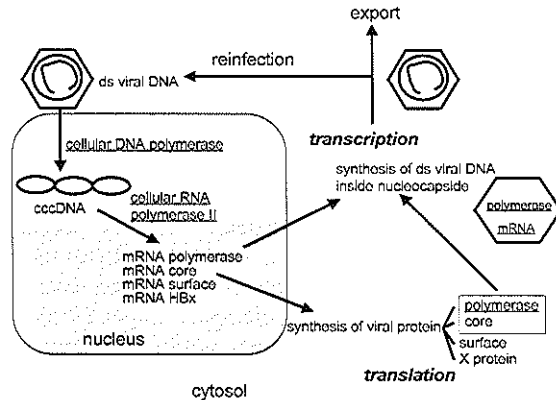 export
reinfection
ds viral DNA
cellular DNA polymerase
transcription
synthesis of ds viral DNA
inside nucleocapside
cccDNA
cellular RNA
polymerase II
polymerase
mRNA
mRNA polymerase
mRNA core
mRNA surface
mRNA HBx
synthesis of viral protein
polymerase
core
surface
X protein
nucleus
translation
cytosol